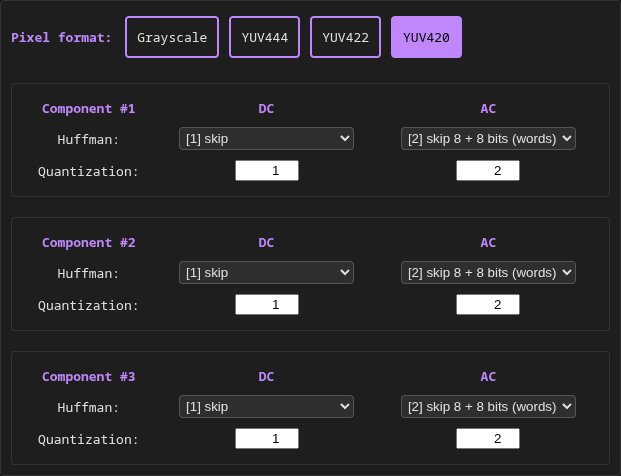 Pixel format: Grayscale YUV444 YUV422 YUV420
Component #1 DC AC
Huffman: [1] skip [2] skip 8 + 8 bits (words)
Quantization: 1 2
Component #2 DC AC
Huffman: [1] skip [2] skip 8 + 8 bits (words)
Quantization: 1 2
Component #3 DC AC
Huffman: [1] skip [2] skip 8 + 8 bits (words)
Quantization: 1 2